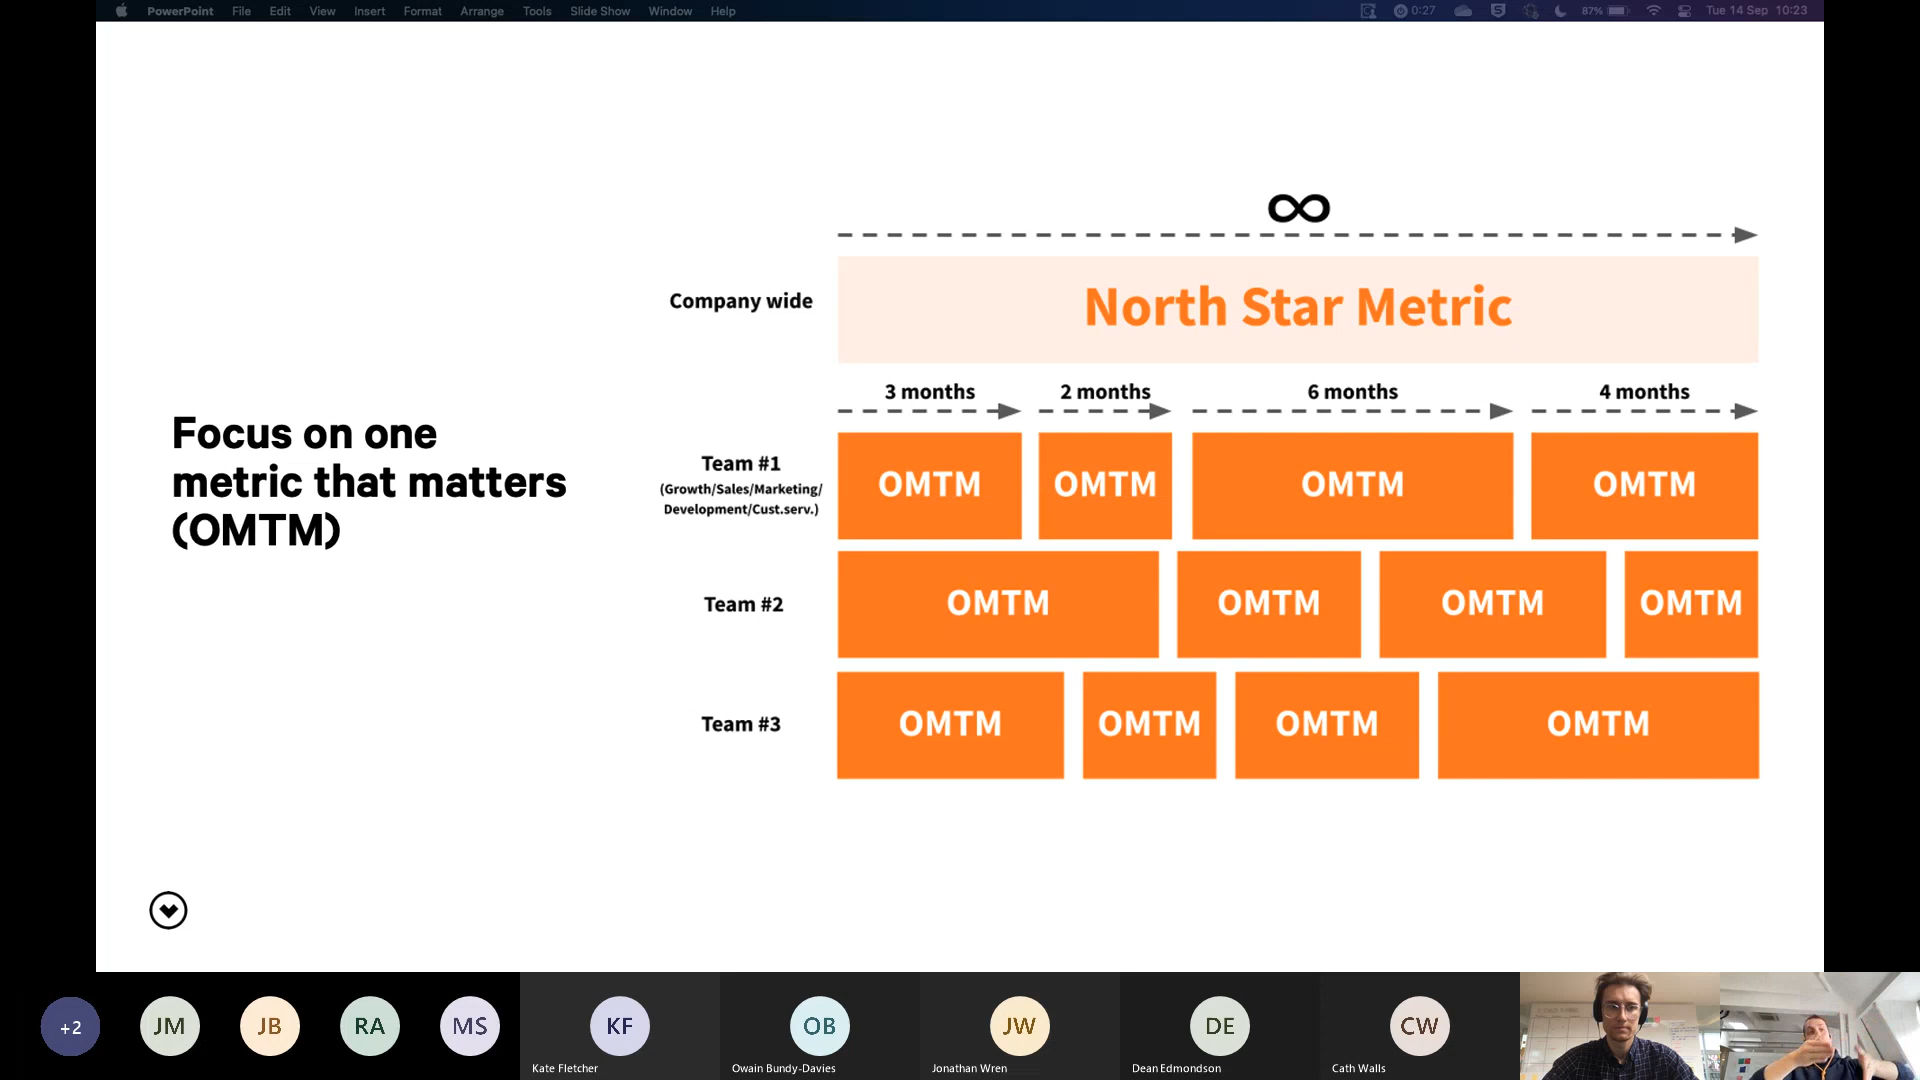 PowerPoint File Edit View Insert Format Arrange Tools Slide Show Window Help 0:27 87% Tue 14 Sep 10:23
∞
Company wide
North Star Metric
3 months 2 months 6 months 4 months
Focus on one
metric that matters
(OMTM)
Team #1
(Growth/Sales/Marketing/
Development/Cust.serv.)
OMTM OMTM OMTM OMTM
Team #2
OMTM OMTM OMTM OMTM
Team #3
OMTM OMTM OMTM OMTM
+2 JM JB RA MS KF OB JW DE CW
Kate Fletcher Owain Bundy-Davies Jonathan Wren Dean Edmondson Cath Walls